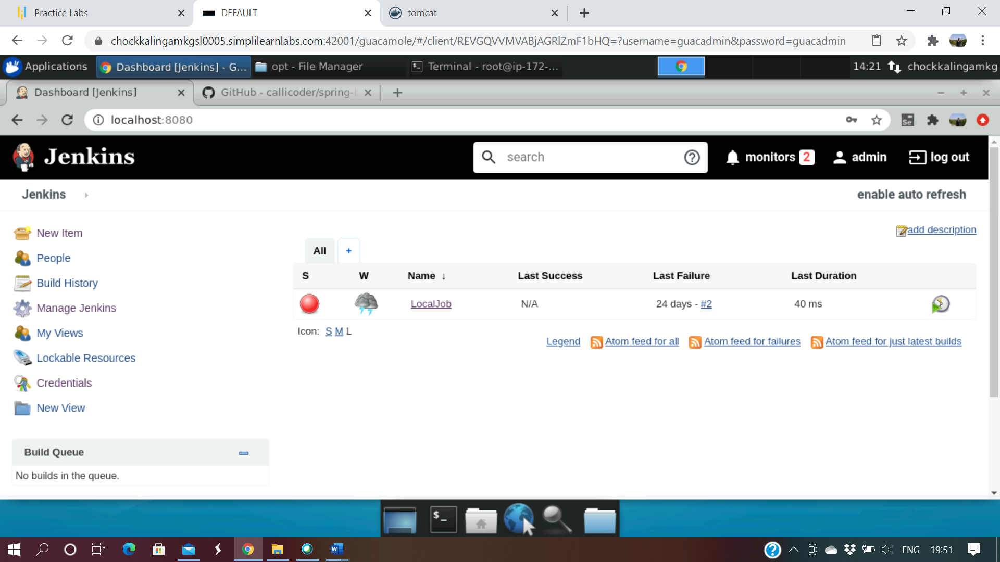 Practice Labs
DEFAULT
tomcat
chockkalingamkgsl0005.simplilearnlabs.com:42001/guacamole/#/client/REVGQVVMVABjAGRlZmF1bHQ=?username=guacadmin&password=guacadmin
Applications
Dashboard [Jenkins] - G...
opt - File Manager
Terminal - root@ip-172-...
14:21
chockkalingamkg
Dashboard [Jenkins]
GitHub - callicoder/spring-
localhost:8080
Se
Jenkins
search
monitors 2
admin
log out
Jenkins
enable auto refresh
New Item
People
Build History
Manage Jenkins
My Views
Lockable Resources
Credentials
New View
add description
All
+
S W Name ↓ Last Success Last Failure Last Duration
LocalJob N/A 24 days - #2 40 ms
Icon: S M L
Legend Atom feed for all Atom feed for failures Atom feed for just latest builds
Build Queue
No builds in the queue.
$_
ENG
19:51